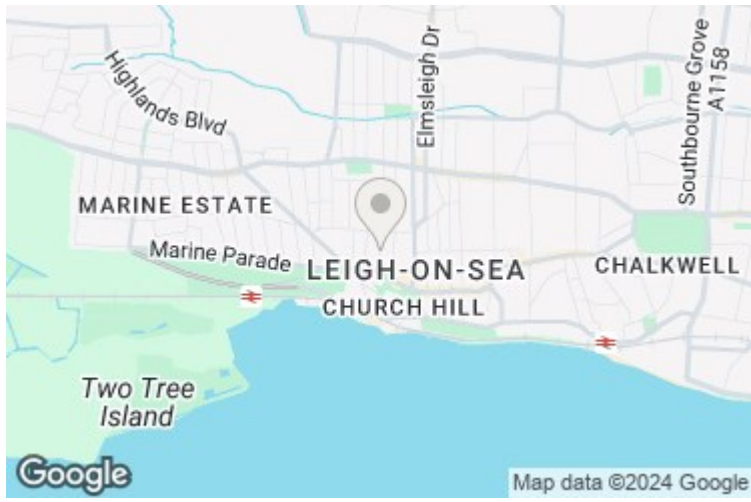 Highlands Blvd
Elmsleigh Dr
Southbourne Grove
A1158
MARINE ESTATE
Marine Parade
LEIGH-ON-SEA
CHALKWELL
CHURCH HILL
Two Tree
Island
Google
Map data ©2024 Google